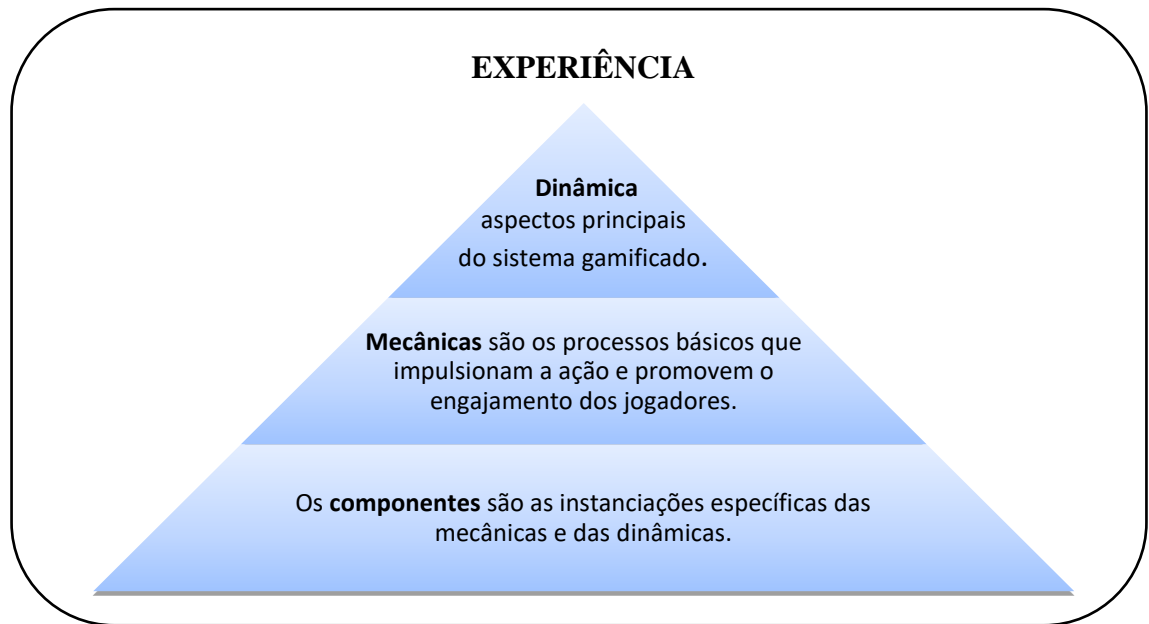 EXPERIÊNCIA
Dinâmica
aspectos principais
do sistema gamificado.
Mecânicas são os processos básicos que
impulsionam a ação e promovem o
engajamento dos jogadores.
Os componentes são as instanciações específicas das
mecânicas e das dinâmicas.